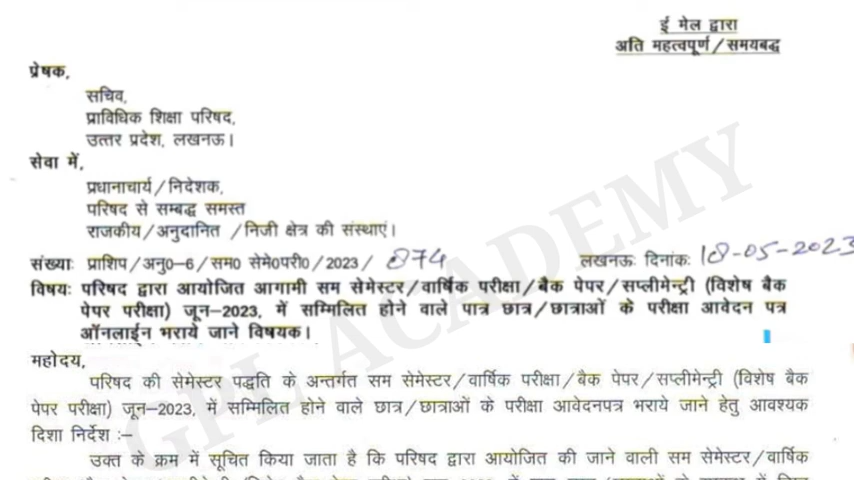 ई मेल द्वारा
अति महत्वपूर्ण/समयबद्ध
प्रेषक,
सचिव,
प्राविधिक शिक्षा परिषद,
उत्तर प्रदेश, लखनऊ।
सेवा में,
प्रधानाचार्य/निदेशक,
परिषद से सम्बद्ध समस्त
राजकीय/अनुदानित /निजी क्षेत्र की संस्थाएं।
संख्याः प्राशिप/अनु0–6/सम0 सेमे0परी0/2023/ 874 लखनऊः दिनांकः 18-05-2023
विषयः परिषद द्वारा आयोजित आगामी सम सेमेस्टर/वार्षिक परीक्षा/बैक पेपर/सप्लीमेन्ट्री (विशेष बैक
पेपर परीक्षा) जून–2023, में सम्मिलित होने वाले पात्र छात्र/छात्राओं के परीक्षा आवेदन पत्र
ऑनलाईन भराये जाने विषयक।
महोदय,
परिषद की सेमेस्टर पद्धति के अन्तर्गत सम सेमेस्टर/वार्षिक परीक्षा/बैक पेपर/सप्लीमेन्ट्री (विशेष बैक
पेपर परीक्षा) जून–2023, में सम्मिलित होने वाले छात्र/छात्राओं के परीक्षा आवेदनपत्र भराये जाने हेतु आवश्यक
दिशा निर्देश :–
उक्त के क्रम में सूचित किया जाता है कि परिषद द्वारा आयोजित की जाने वाली सम सेमेस्टर/वार्षिक
GPL ACADEMY